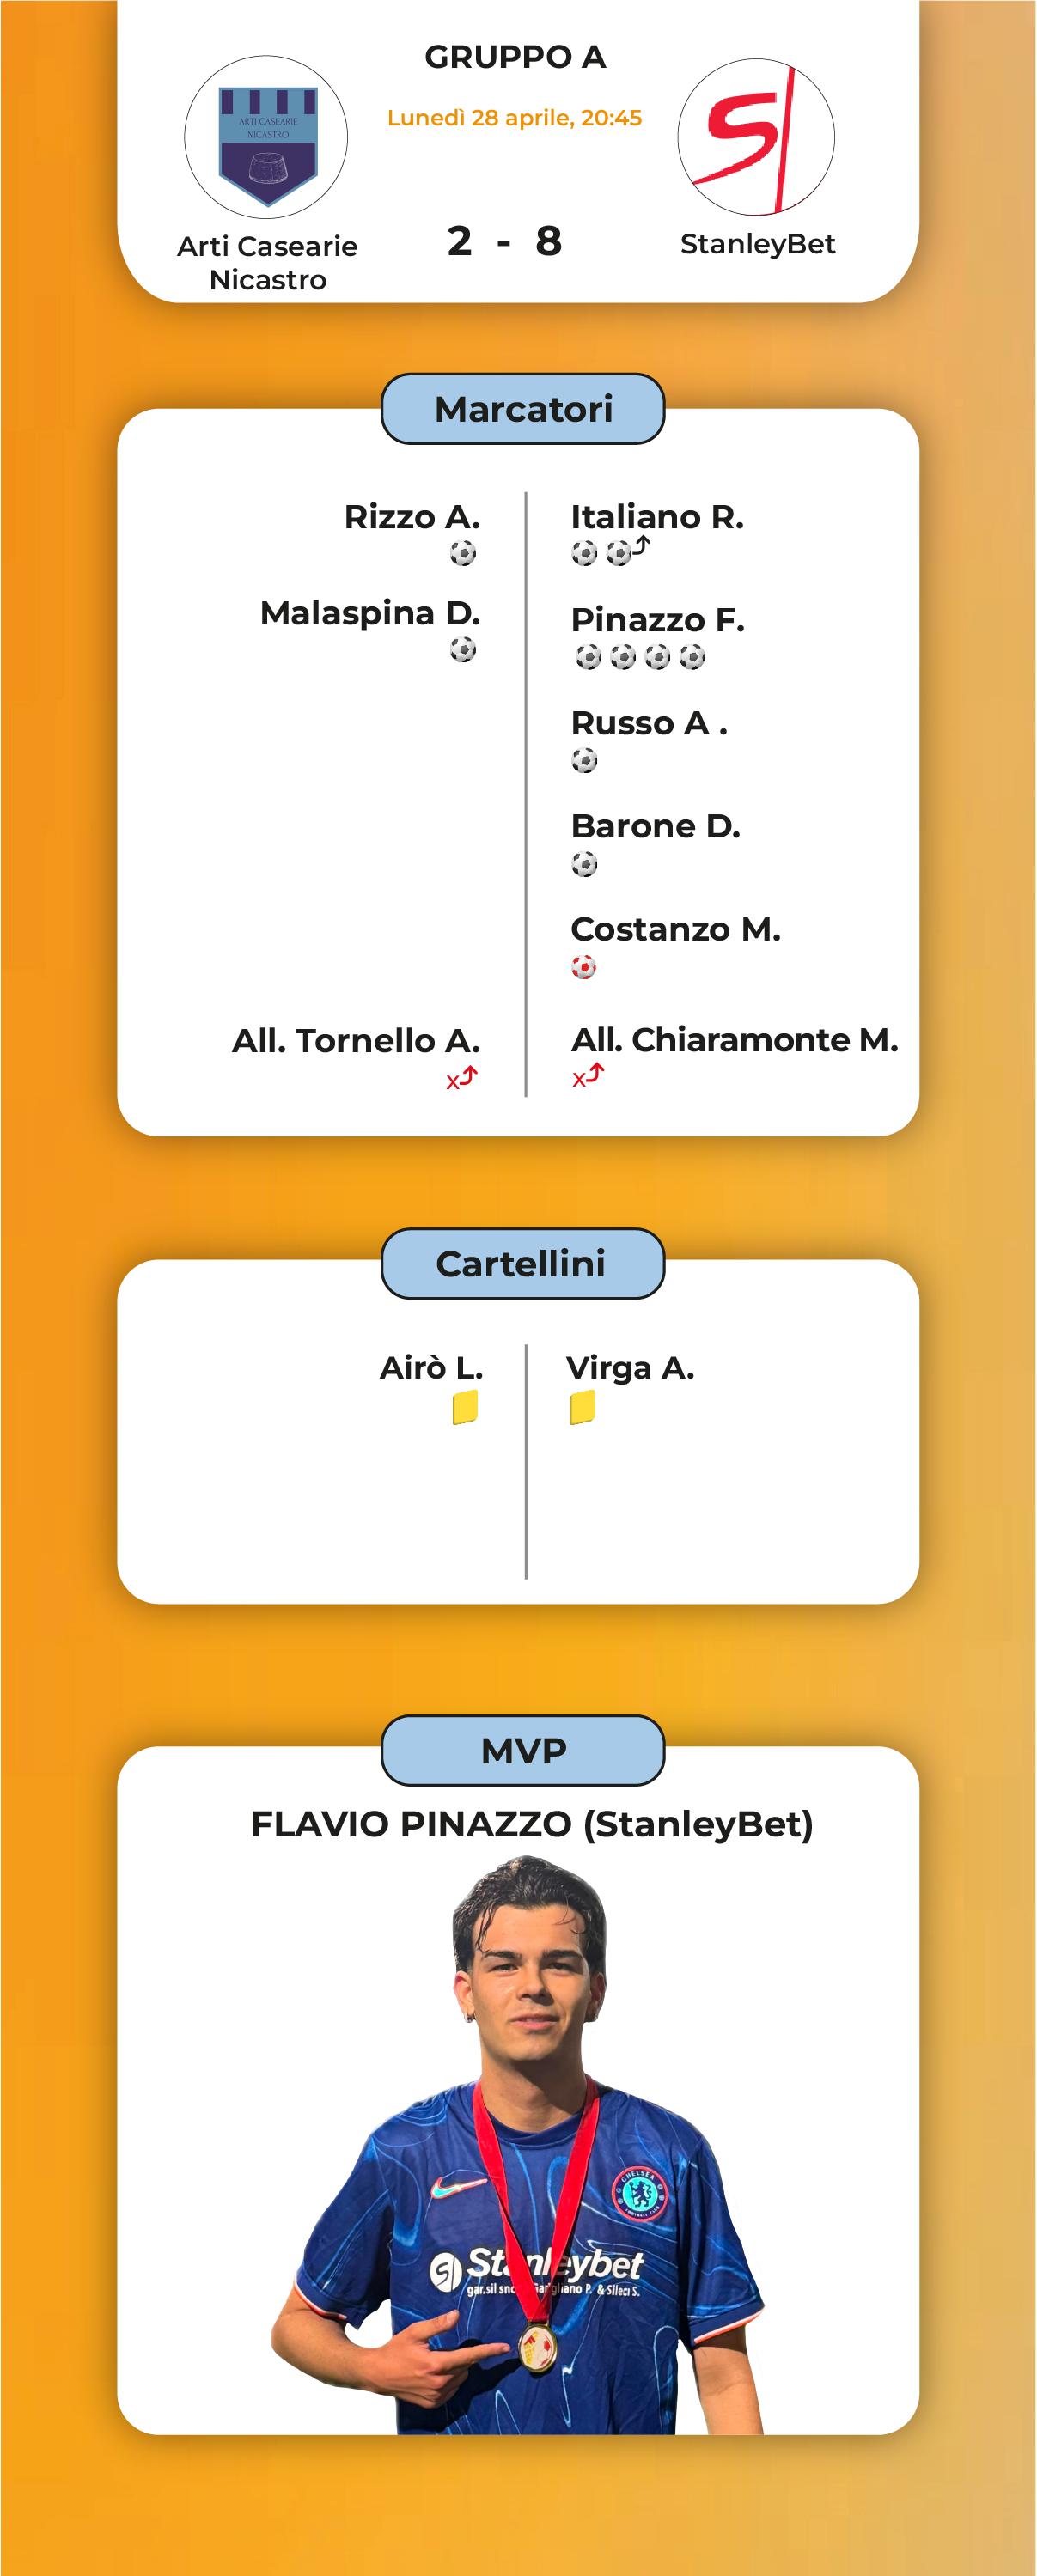 GRUPPO A
Lunedì 28 aprile, 20:45
ARTI CASEARIE
NICASTRO
Arti Casearie
Nicastro
2 - 8
StanleyBet
Marcatori
Rizzo A.
Malaspina D.
All. Tornello A.
x
Italiano R.
Pinazzo F.
Russo A .
Barone D.
Costanzo M.
All. Chiaramonte M.
x
Cartellini
Airò L.
Virga A.
MVP
FLAVIO PINAZZO (StanleyBet)
CHELSEA
FOOTBALL CLUB
Stanleybet
gar.sil snc
P. & Sileci S.